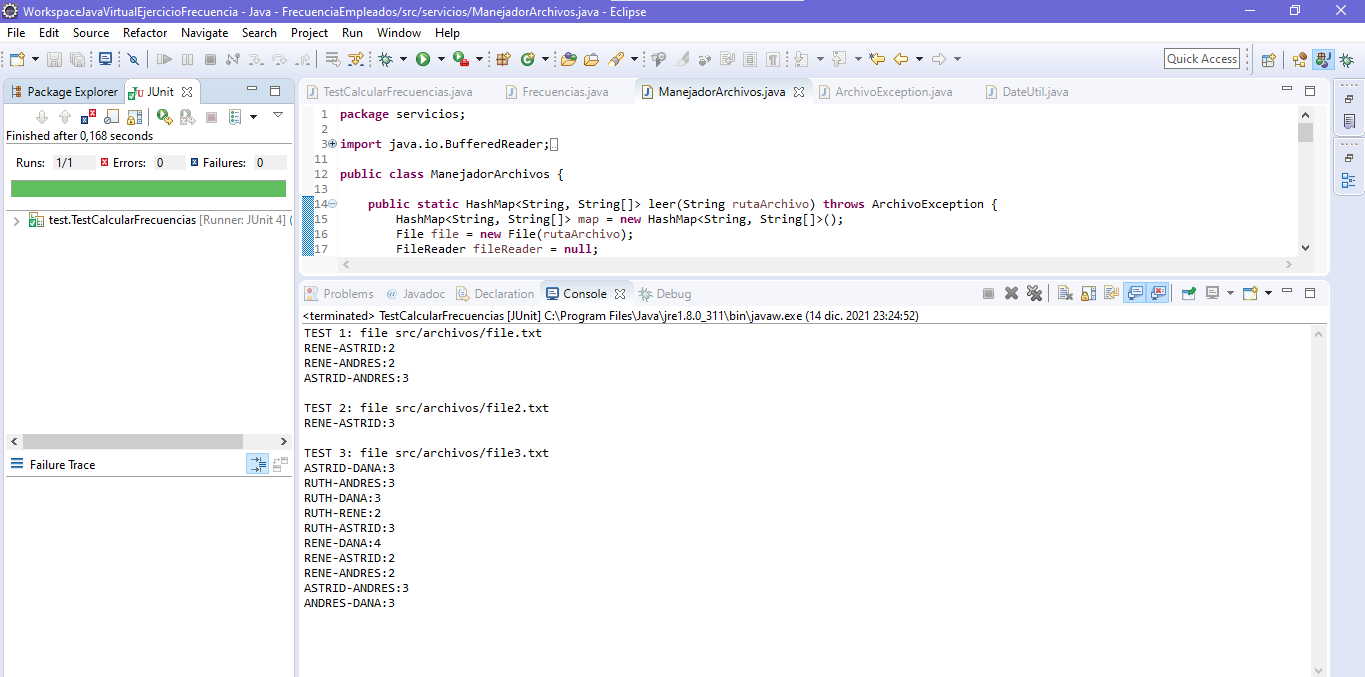 WorkspaceJavaVirtualEjercicioFrecuencia - Java - FrecuenciaEmpleados/src/servicios/ManejadorArchivos.java - Eclipse
File Edit Source Refactor Navigate Search Project Run Window Help
Quick Access
Package Explorer JUnit
Finished after 0,168 seconds
Runs: 1/1 Errors: 0 Failures: 0
test.TestCalcularFrecuencias [Runner: JUnit 4] (
Failure Trace
TestCalcularFrecuencias.java Frecuencias.java ManejadorArchivos.java ArchivoException.java DateUtil.java
1 package servicios;
2
3 import java.io.BufferedReader;
11
12 public class ManejadorArchivos {
13
14 public static HashMap<String, String[]> leer(String rutaArchivo) throws ArchivoException {
15 HashMap<String, String[]> map = new HashMap<String, String[]>();
16 File file = new File(rutaArchivo);
17 FileReader fileReader = null;
Problems Javadoc Declaration Console Debug
<terminated> TestCalcularFrecuencias [JUnit] C:\Program Files\Java\jre1.8.0_311\bin\javaw.exe (14 dic. 2021 23:24:52)
TEST 1: file src/archivos/file.txt
RENE-ASTRID:2
RENE-ANDRES:2
ASTRID-ANDRES:3
TEST 2: file src/archivos/file2.txt
RENE-ASTRID:3
TEST 3: file src/archivos/file3.txt
ASTRID-DANA:3
RUTH-ANDRES:3
RUTH-DANA:3
RUTH-RENE:2
RUTH-ASTRID:3
RENE-DANA:4
RENE-ASTRID:2
RENE-ANDRES:2
ASTRID-ANDRES:3
ANDRES-DANA:3